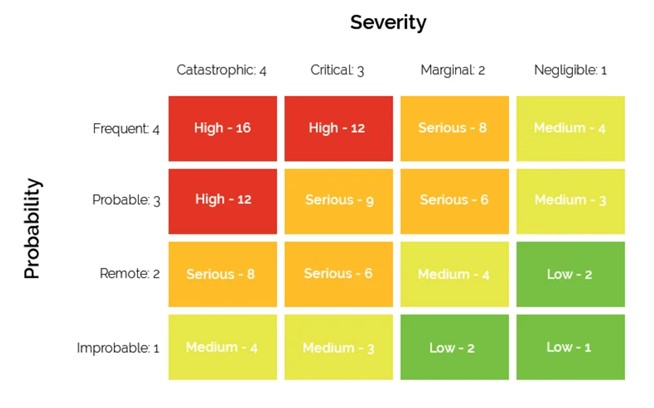 Severity
Catastrophic: 4 Critical: 3 Marginal: 2 Negligible: 1
Probability
Frequent: 4 High - 16 High - 12 Serious - 8 Medium - 4
Probable: 3 High - 12 Serious - 9 Serious - 6 Medium - 3
Remote: 2 Serious - 8 Serious - 6 Medium - 4 Low - 2
Improbable: 1 Medium - 4 Medium - 3 Low - 2 Low - 1